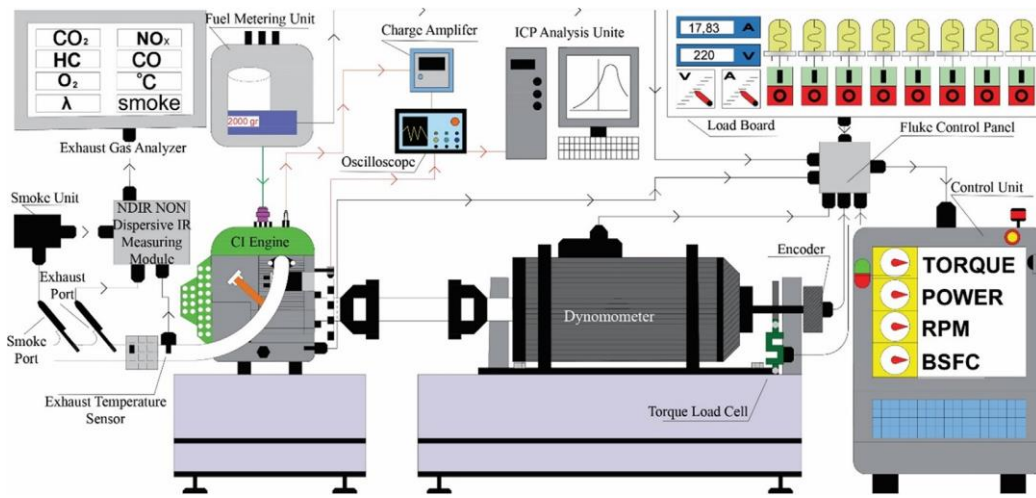 CO₂
NOx
HC
CO
O₂
°C
λ
smoke
Exhaust Gas Analyzer
Fuel Metering Unit
2000 gr
Charge Amplifer
Oscilloscope
ICP Analysis Unite
17,83 A
220 V
V
A
I I I I I I I I
O O O O O O O O
Load Board
Fluke Control Panel
Control Unit
Smoke Unit
NDIR NON
Dispersive IR
Measuring
Module
CI Engine
Exhaust
Port
Smoke
Port
Exhaust Temperature
Sensor
Encoder
Dynomometer
Torque Load Cell
TORQUE
POWER
RPM
BSFC